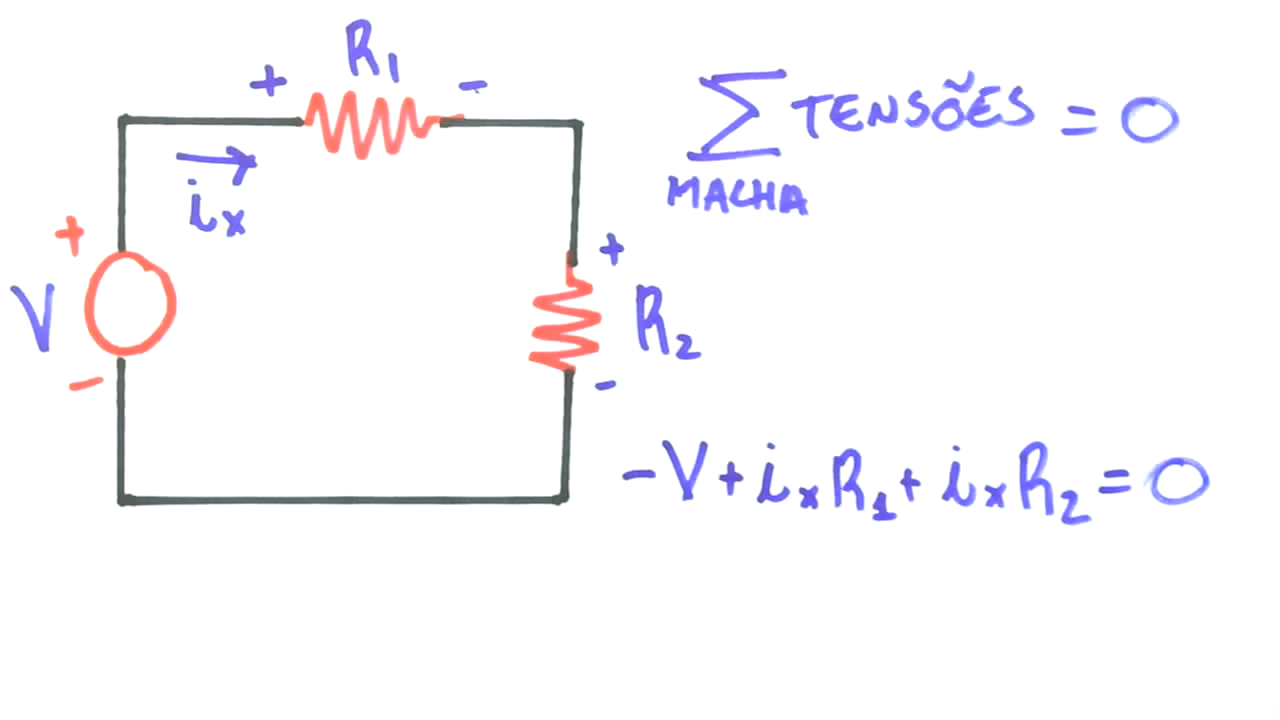 + R₁ -
iₓ
+
V
-
+
R₂
-
∑ TENSÕES = 0
MALHA
-V + iₓR₁ + iₓR₂ = 0